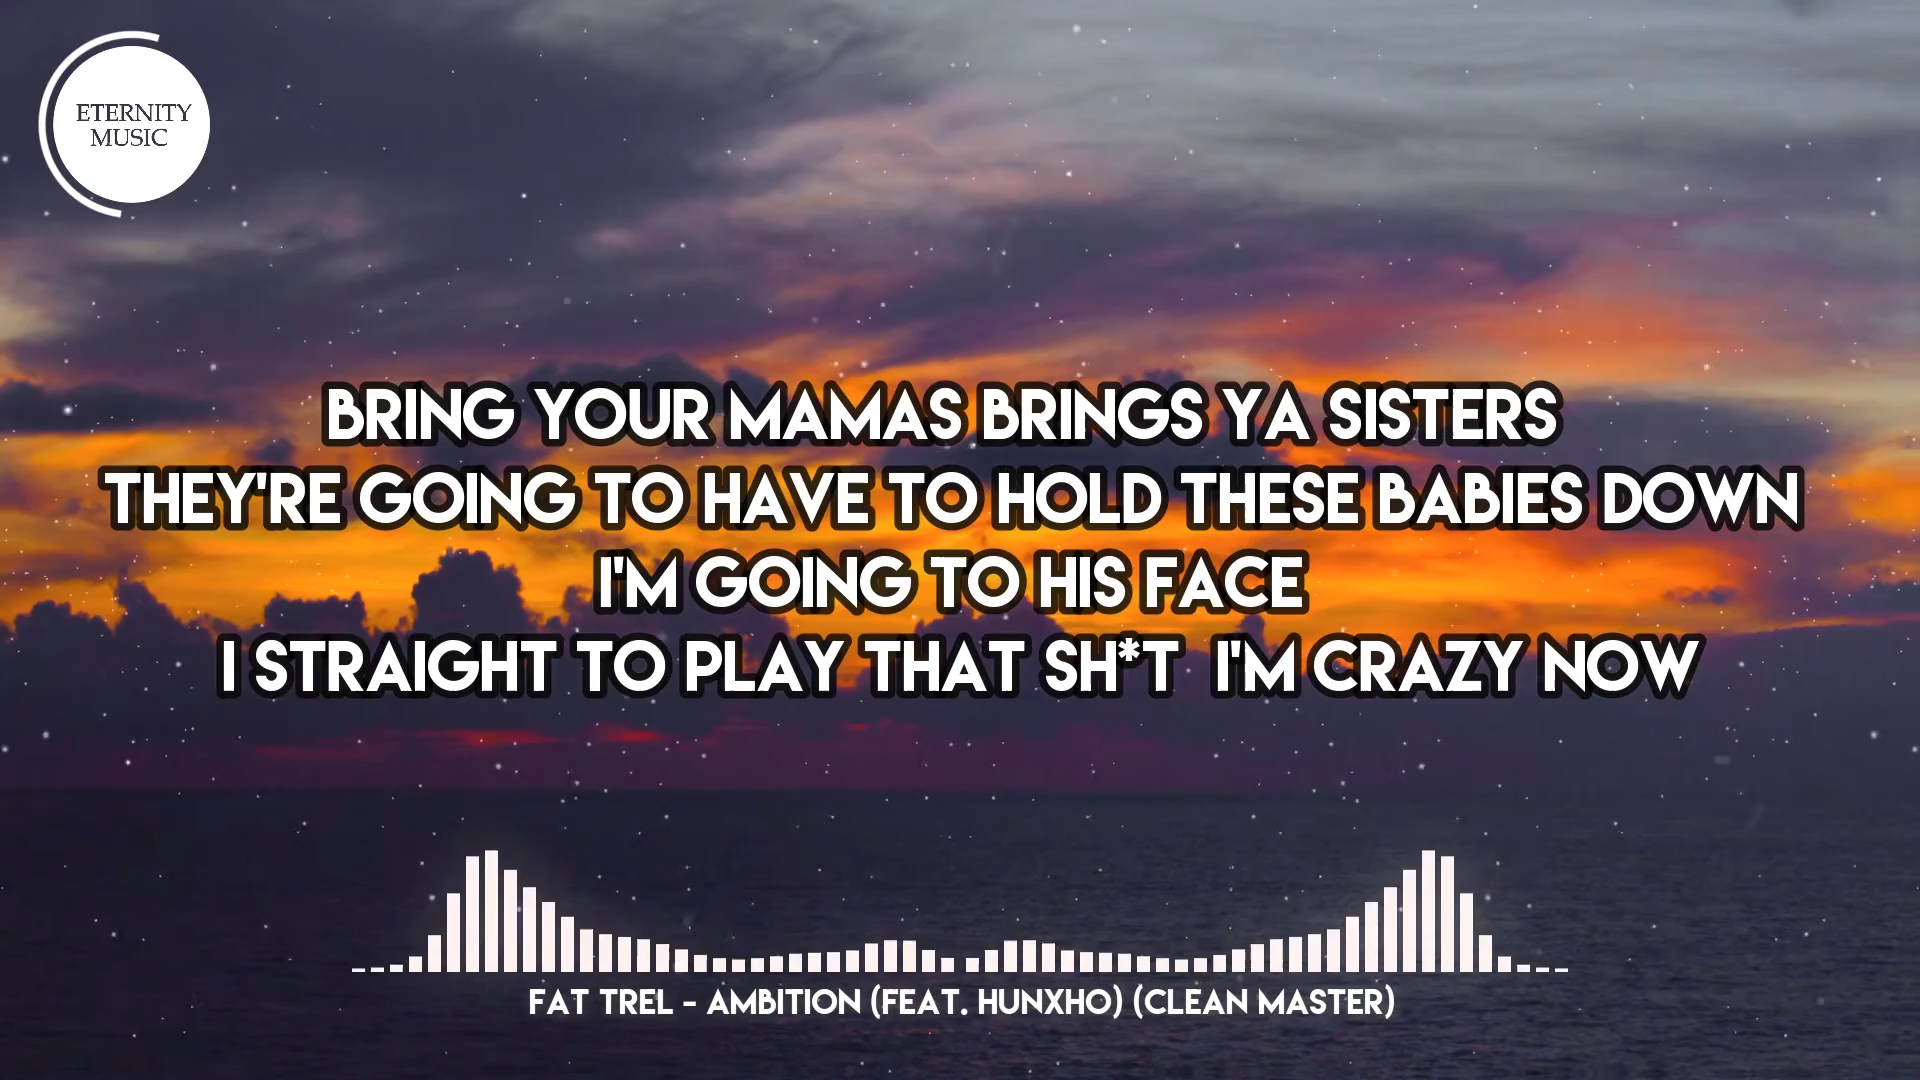 ETERNITY
MUSIC
BRING YOUR MAMAS BRINGS YA SISTERS
THEY'RE GOING TO HAVE TO HOLD THESE BABIES DOWN
I'M GOING TO HIS FACE
I STRAIGHT TO PLAY THAT SH*T I'M CRAZY NOW
FAT TREL - AMBITION (FEAT. HUNXHO) (CLEAN MASTER)